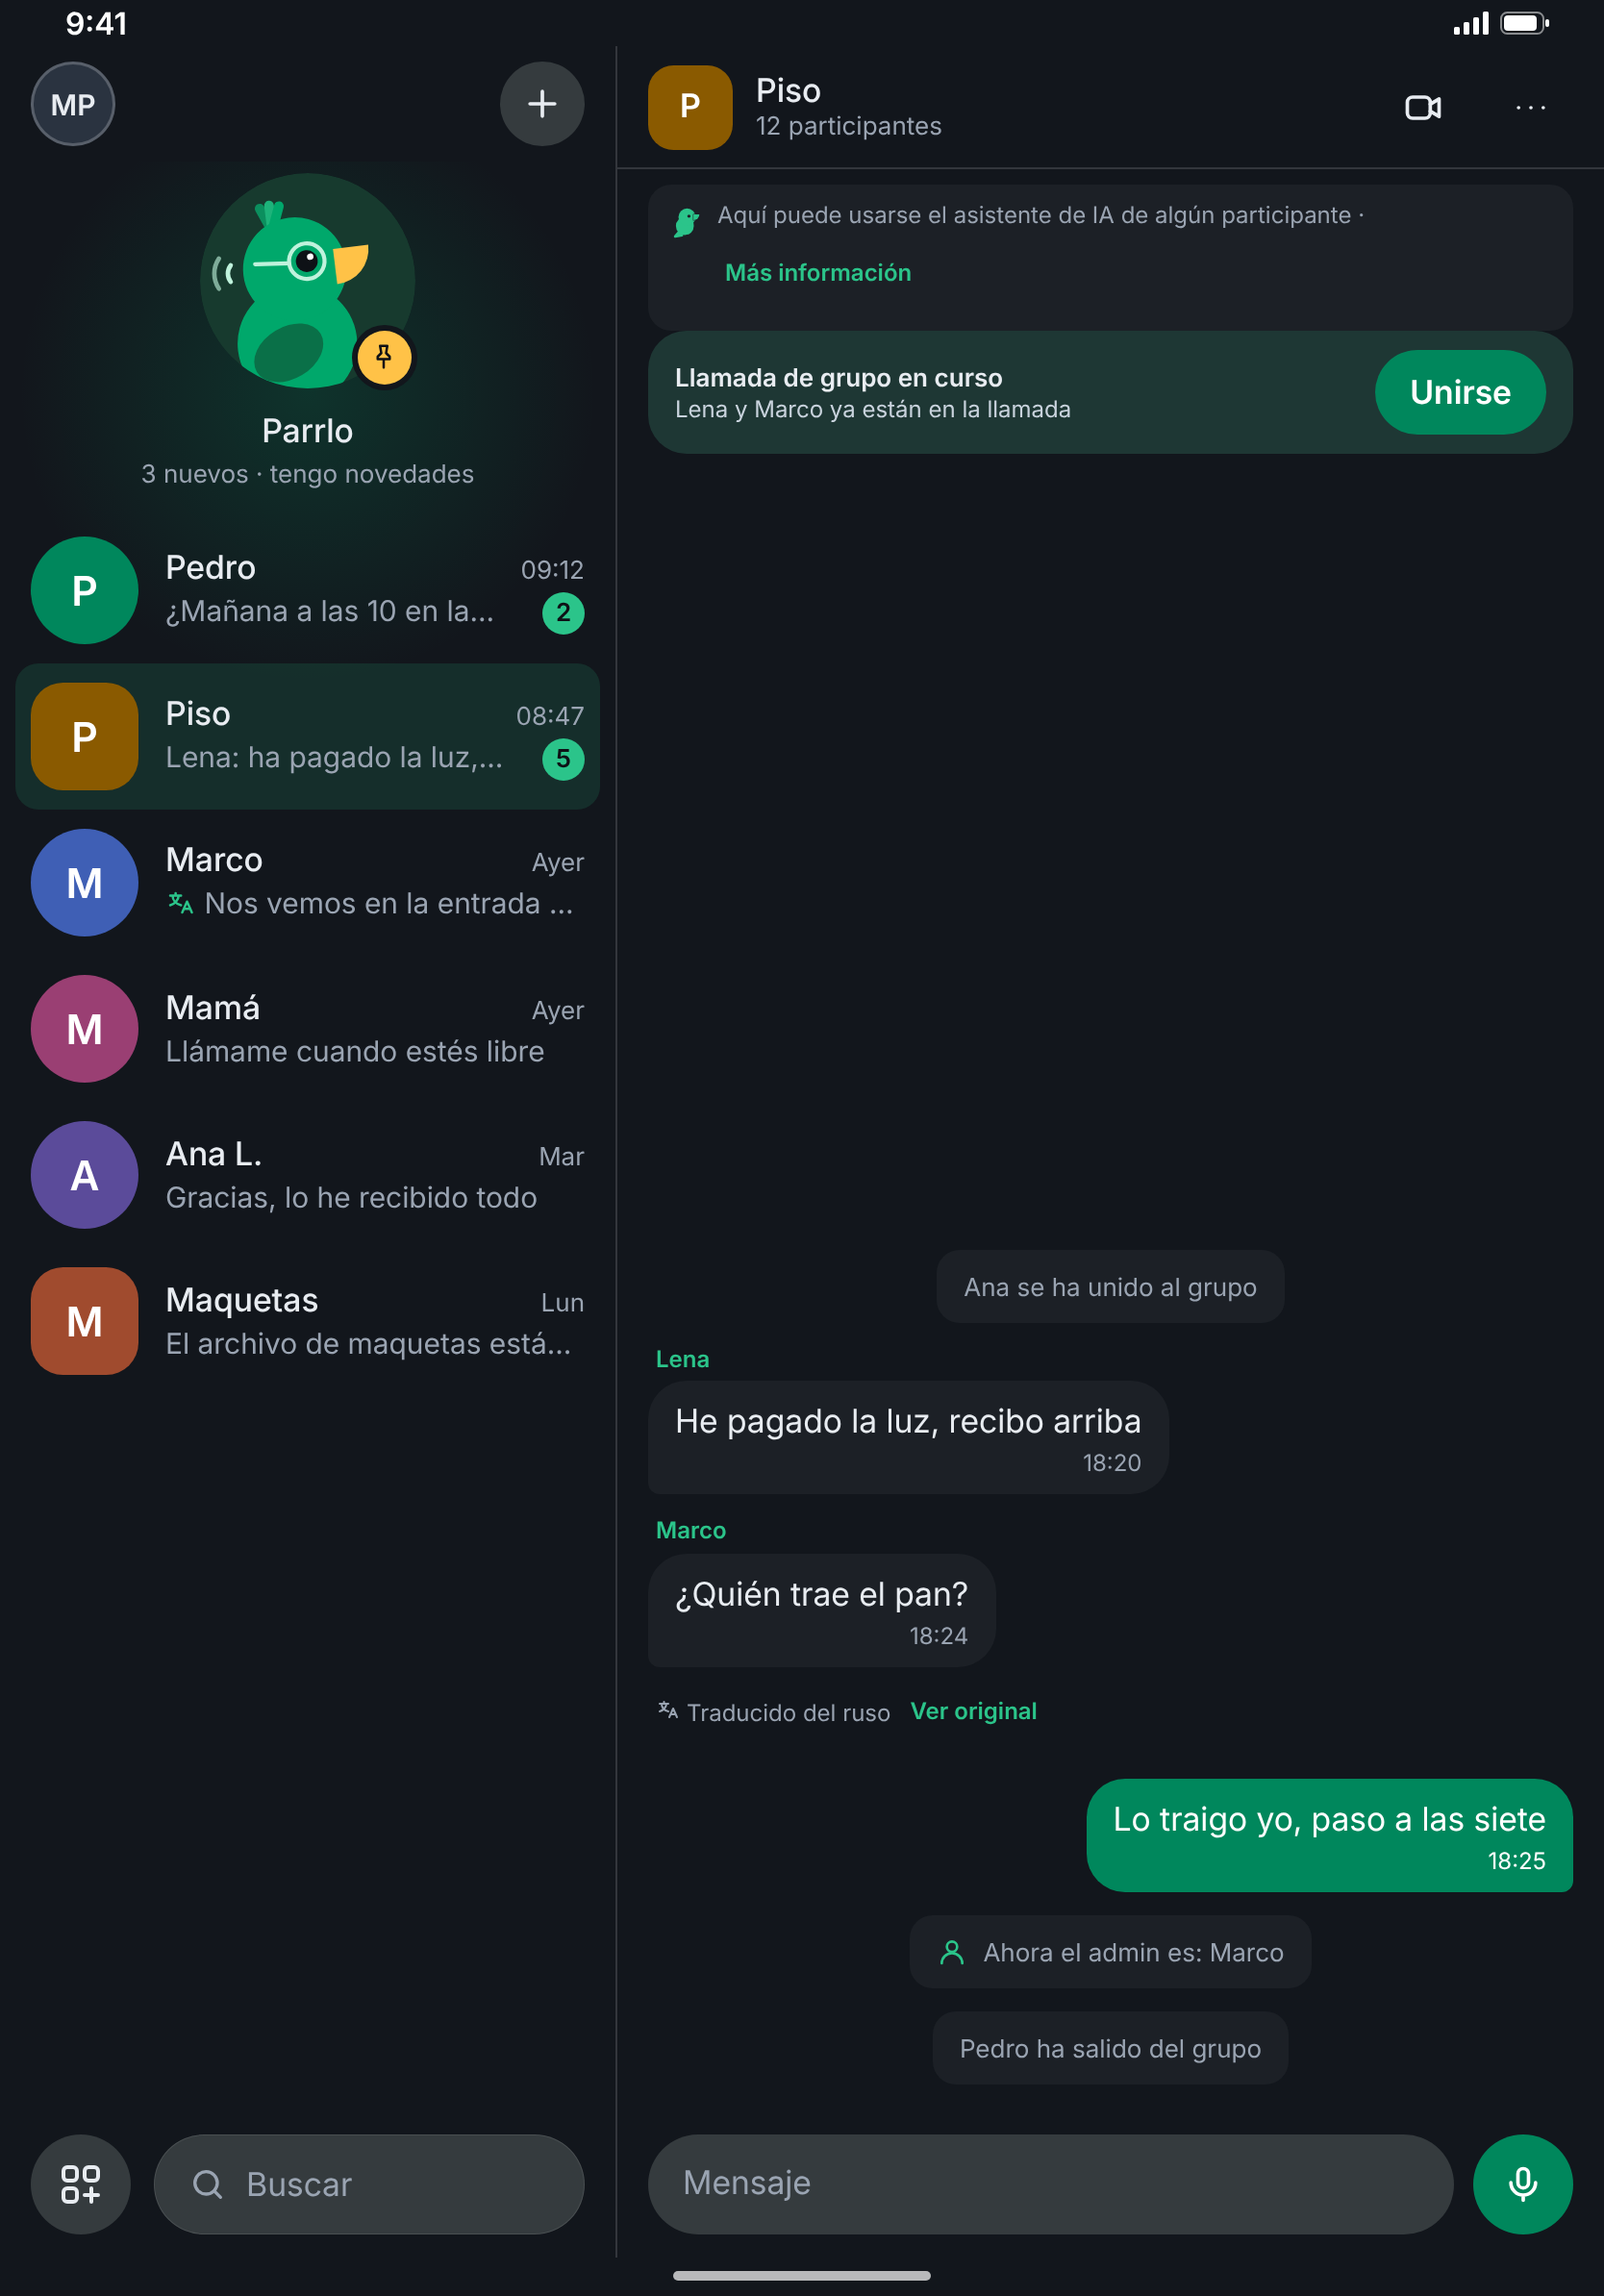 9:41
MP
Parrlo
3 nuevos · tengo novedades
P
Pedro
09:12
¿Mañana a las 10 en la...
2
P
Piso
08:47
Lena: ha pagado la luz,...
5
M
Marco
Ayer
Nos vemos en la entrada ...
M
Mamá
Ayer
Llámame cuando estés libre
A
Ana L.
Mar
Gracias, lo he recibido todo
M
Maquetas
Lun
El archivo de maquetas está...
Buscar
P
Piso
12 participantes
Aquí puede usarse el asistente de IA de algún participante ·
Más información
Llamada de grupo en curso
Lena y Marco ya están en la llamada
Unirse
Ana se ha unido al grupo
Lena
He pagado la luz, recibo arriba
18:20
Marco
¿Quién trae el pan?
18:24
Traducido del ruso Ver original
Lo traigo yo, paso a las siete
18:25
Ahora el admin es: Marco
Pedro ha salido del grupo
Mensaje